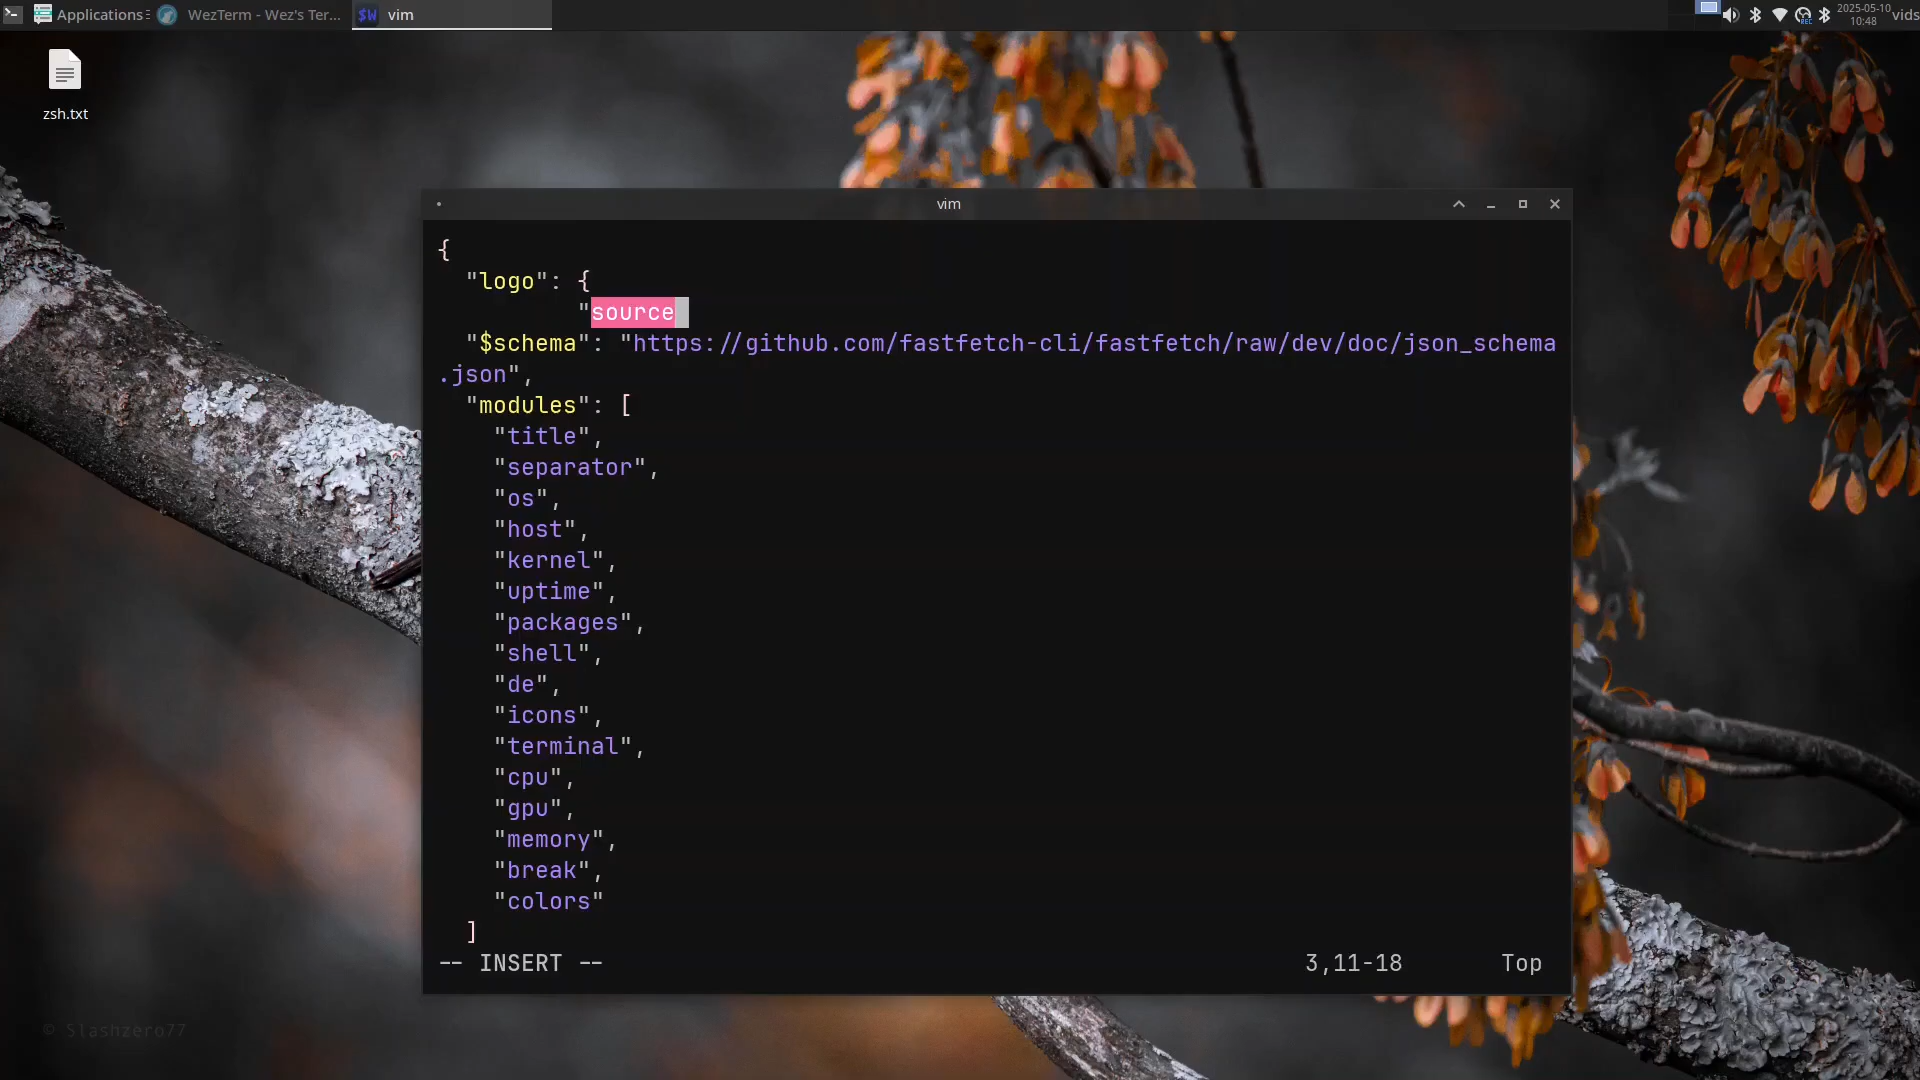 Applications
WezTerm - Wez's Ter...
$W vim
2025-05-10
10:48
vids
zsh.txt
vim
{
"logo": {
"source
"$schema": "https://github.com/fastfetch-cli/fastfetch/raw/dev/doc/json_schema
.json",
"modules": [
"title",
"separator",
"os",
"host",
"kernel",
"uptime",
"packages",
"shell",
"de",
"icons",
"terminal",
"cpu",
"gpu",
"memory",
"break",
"colors"
]
-- INSERT -- 3,11-18 Top
© Slashzero77